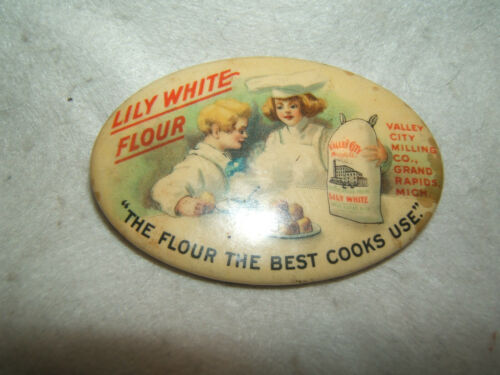 LILY WHITE
FLOUR
VALLEY
CITY
MILLING
CO.,
GRAND
RAPIDS,
MICH.
VALLEY CITY
LILY WHITE
"THE FLOUR THE BEST COOKS USE."